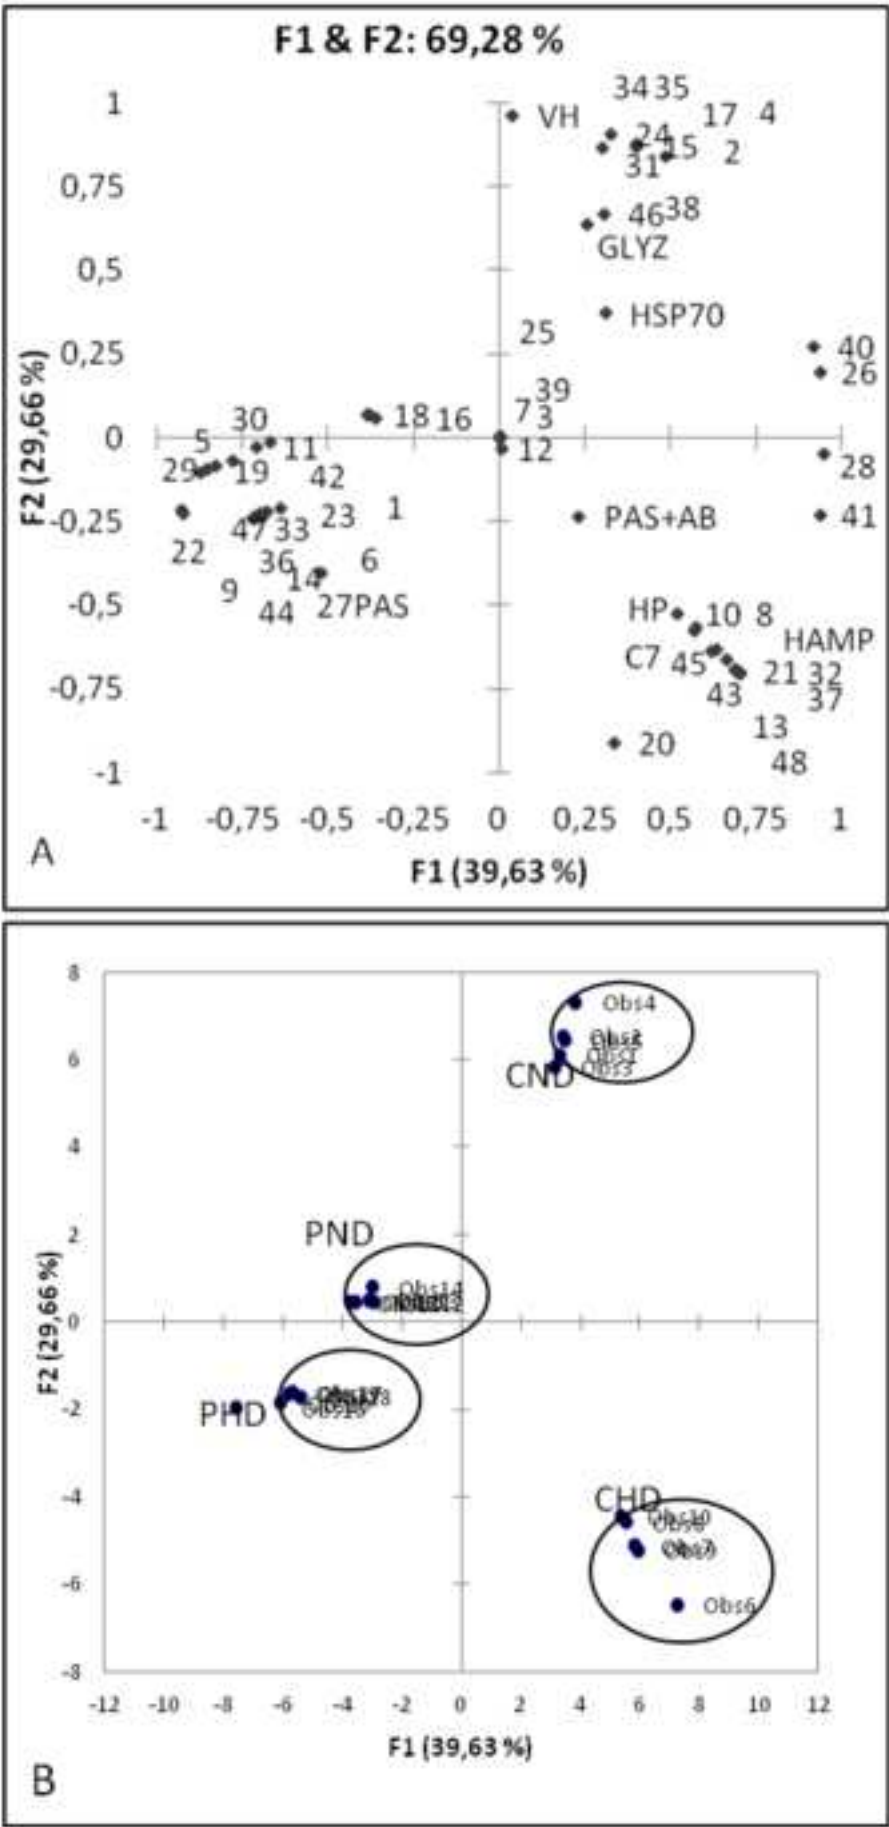 F1 & F2: 69,28 %
34 35
1 VH 17 4
24
15 2
31
0,75
46 38
GLYZ
0,5
HSP70
25
0,25 40
26
39
18 16 7 3
30
0 5 11 12
29 19 42 28
47 33 23 1 PAS+AB 41
-0,25
22
36 6
9 14
-0,5 44 27PAS HP 10 8
HAMP
C7 45 21 32
-0,75 43 37
13
20
-1 48
-1 -0,75 -0,5 -0,25 0 0,25 0,5 0,75 1
F2 (29,66 %)
F1 (39,63 %)
A
8
Obs4
Obs2
6 Obs1
CND Obs3
4
2 PND
Obs14
0
-2 PHD
-4 CHD
Obs10
Obs7
-6
Obs6
-8
-12 -10 -8 -6 -4 -2 0 2 4 6 8 10 12
F2 (29,66 %)
F1 (39,63 %)
B